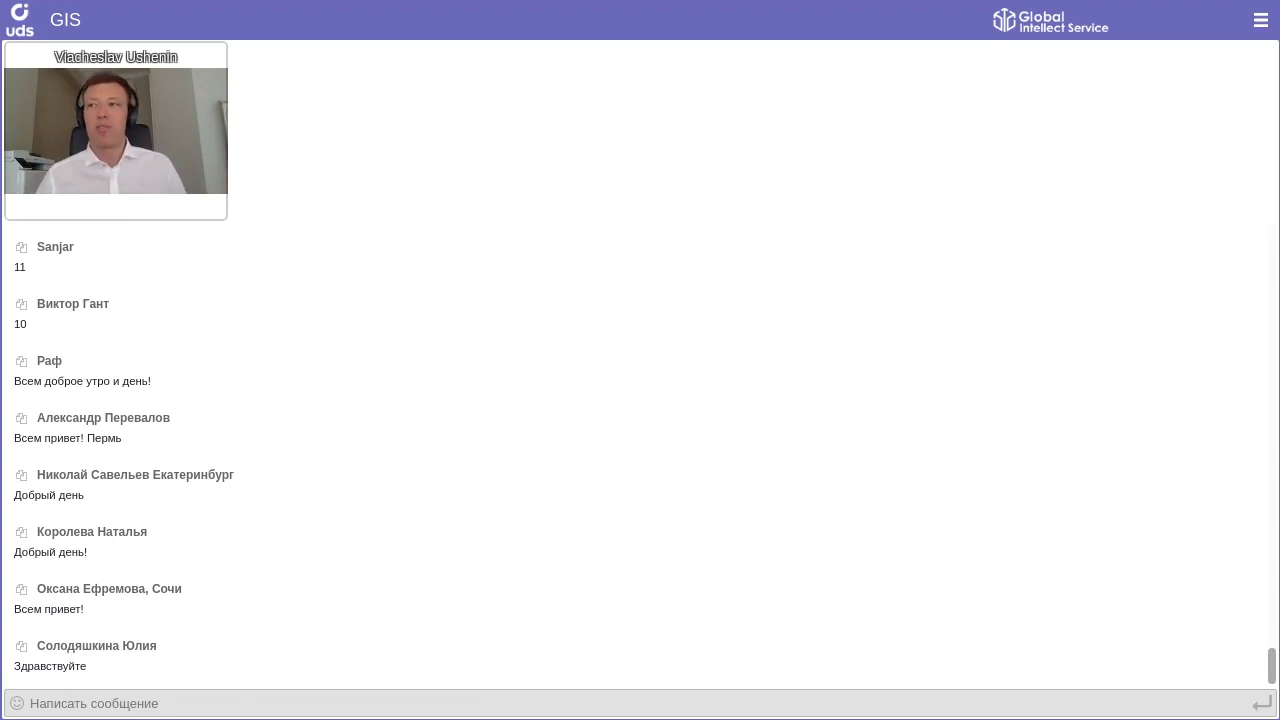 uds
GIS
Global
Intellect Service
Viacheslav Ushenin
Sanjar
11
Виктор Гант
10
Раф
Всем доброе утро и день!
Александр Перевалов
Всем привет! Пермь
Николай Савельев Екатеринбург
Добрый день
Королева Наталья
Добрый день!
Оксана Ефремова, Сочи
Всем привет!
Солодяшкина Юлия
Здравствуйте
Написать сообщение